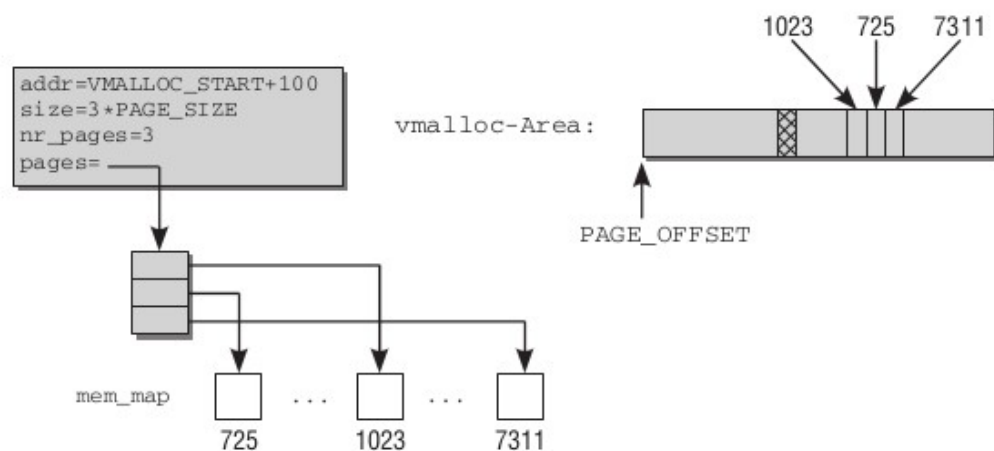 1023 725 7311
addr=VMALLOC_START+100
size=3*PAGE_SIZE
nr_pages=3
pages=
vmalloc-Area:
PAGE_OFFSET
mem_map ... ...
725 1023 7311